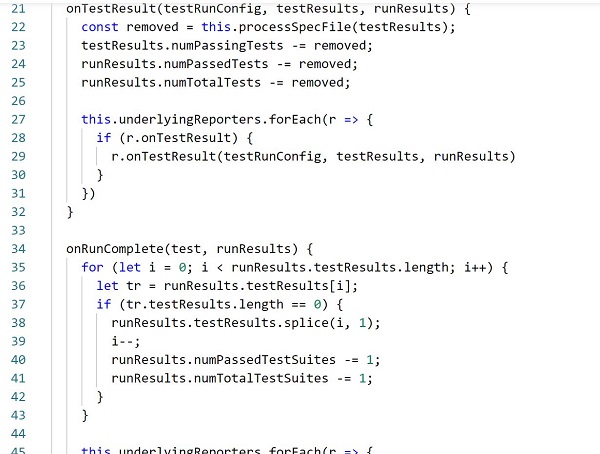 21 onTestResult(testRunConfig, testResults, runResults) {
22 const removed = this.processSpecFile(testResults);
23 testResults.numPassingTests -= removed;
24 runResults.numPassedTests -= removed;
25 runResults.numTotalTests -= removed;
26
27 this.underlyingReporters.forEach(r => {
28 if (r.onTestResult) {
29 r.onTestResult(testRunConfig, testResults, runResults)
30 }
31 })
32 }
33
34 onRunComplete(test, runResults) {
35 for (let i = 0; i < runResults.testResults.length; i++) {
36 let tr = runResults.testResults[i];
37 if (tr.testResults.length == 0) {
38 runResults.testResults.splice(i, 1);
39 i--;
40 runResults.numPassedTestSuites -= 1;
41 runResults.numTotalTestSuites -= 1;
42 }
43 }
44
45 this.underlyingReporters.forEach(r => {